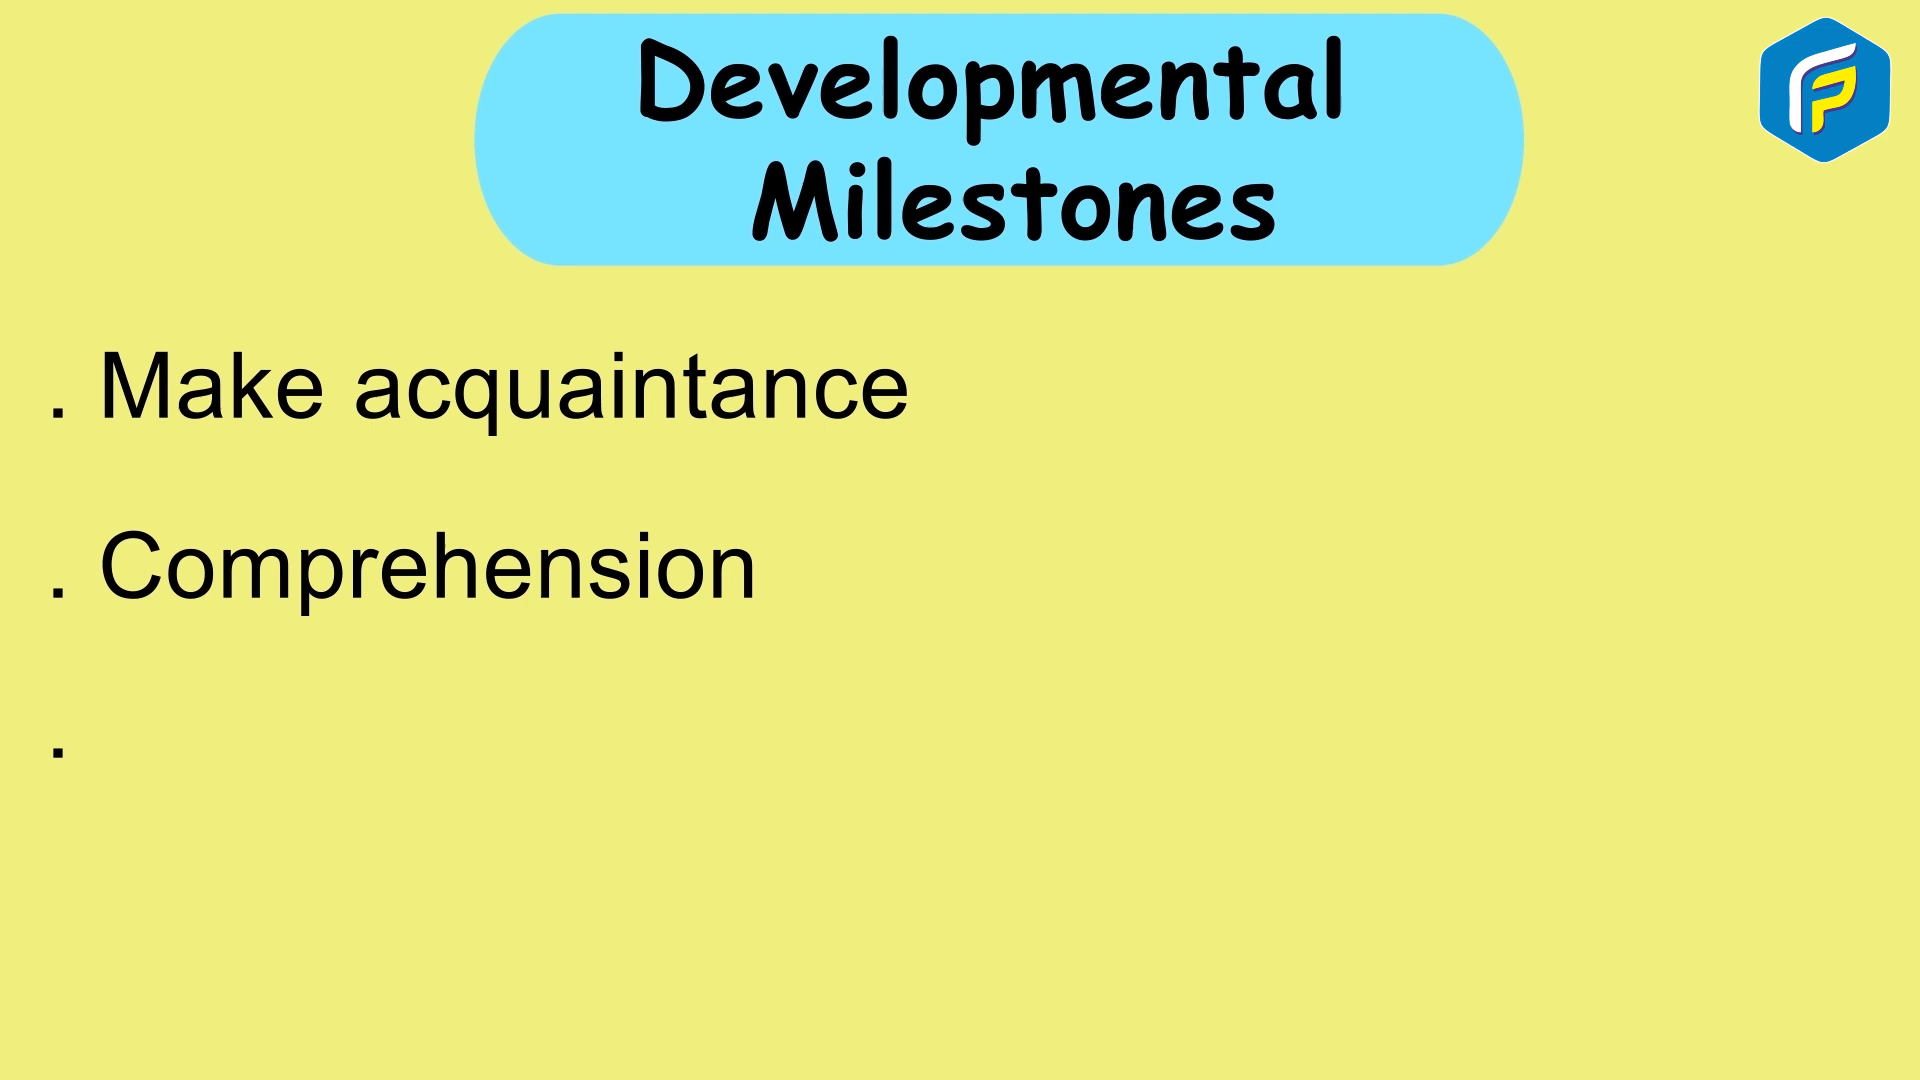 Developmental
Milestones
. Make acquaintance
. Comprehension
.